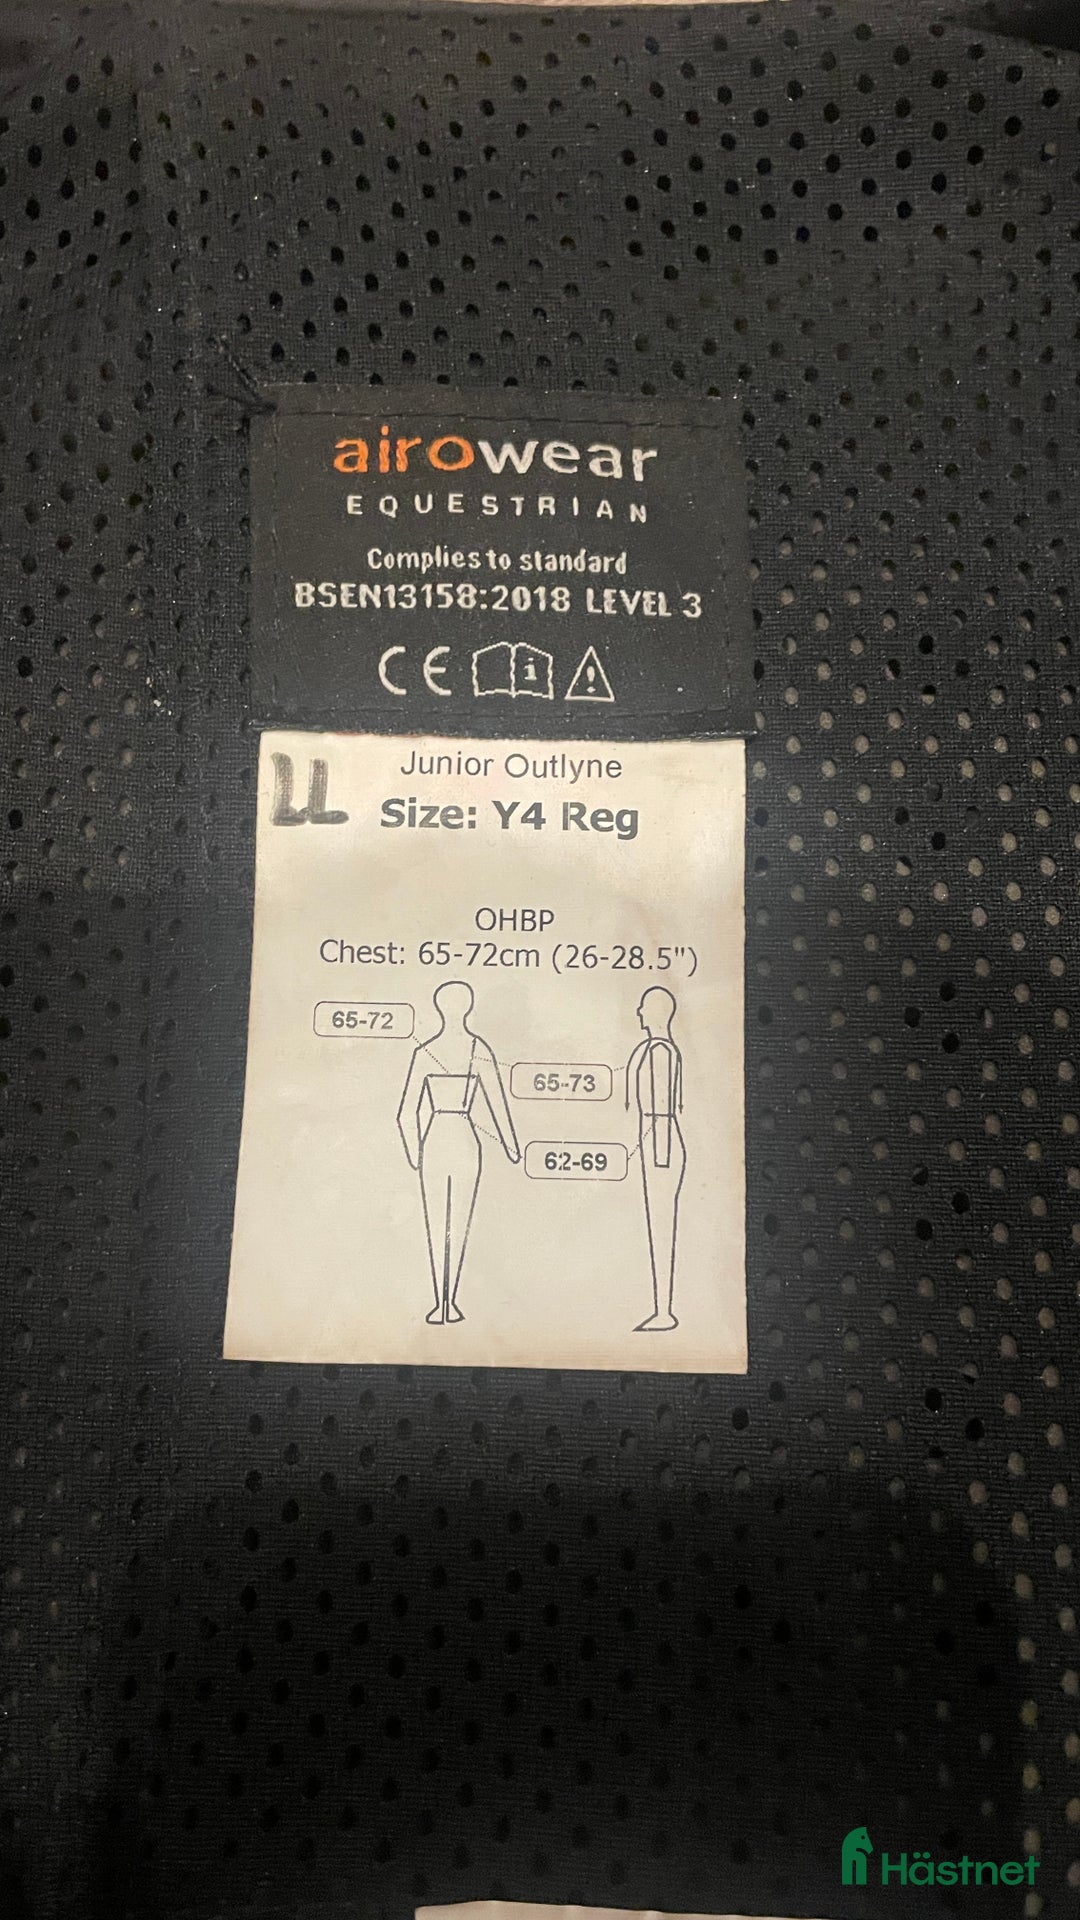 airowear
EQUESTRIAN
Complies to standard
BSEN13158:2018 LEVEL 3
CE i !
LL
Junior Outlyne
Size: Y4 Reg
OHBP
Chest: 65-72cm (26-28.5")
65-72
65-73
62-69
Hästnet